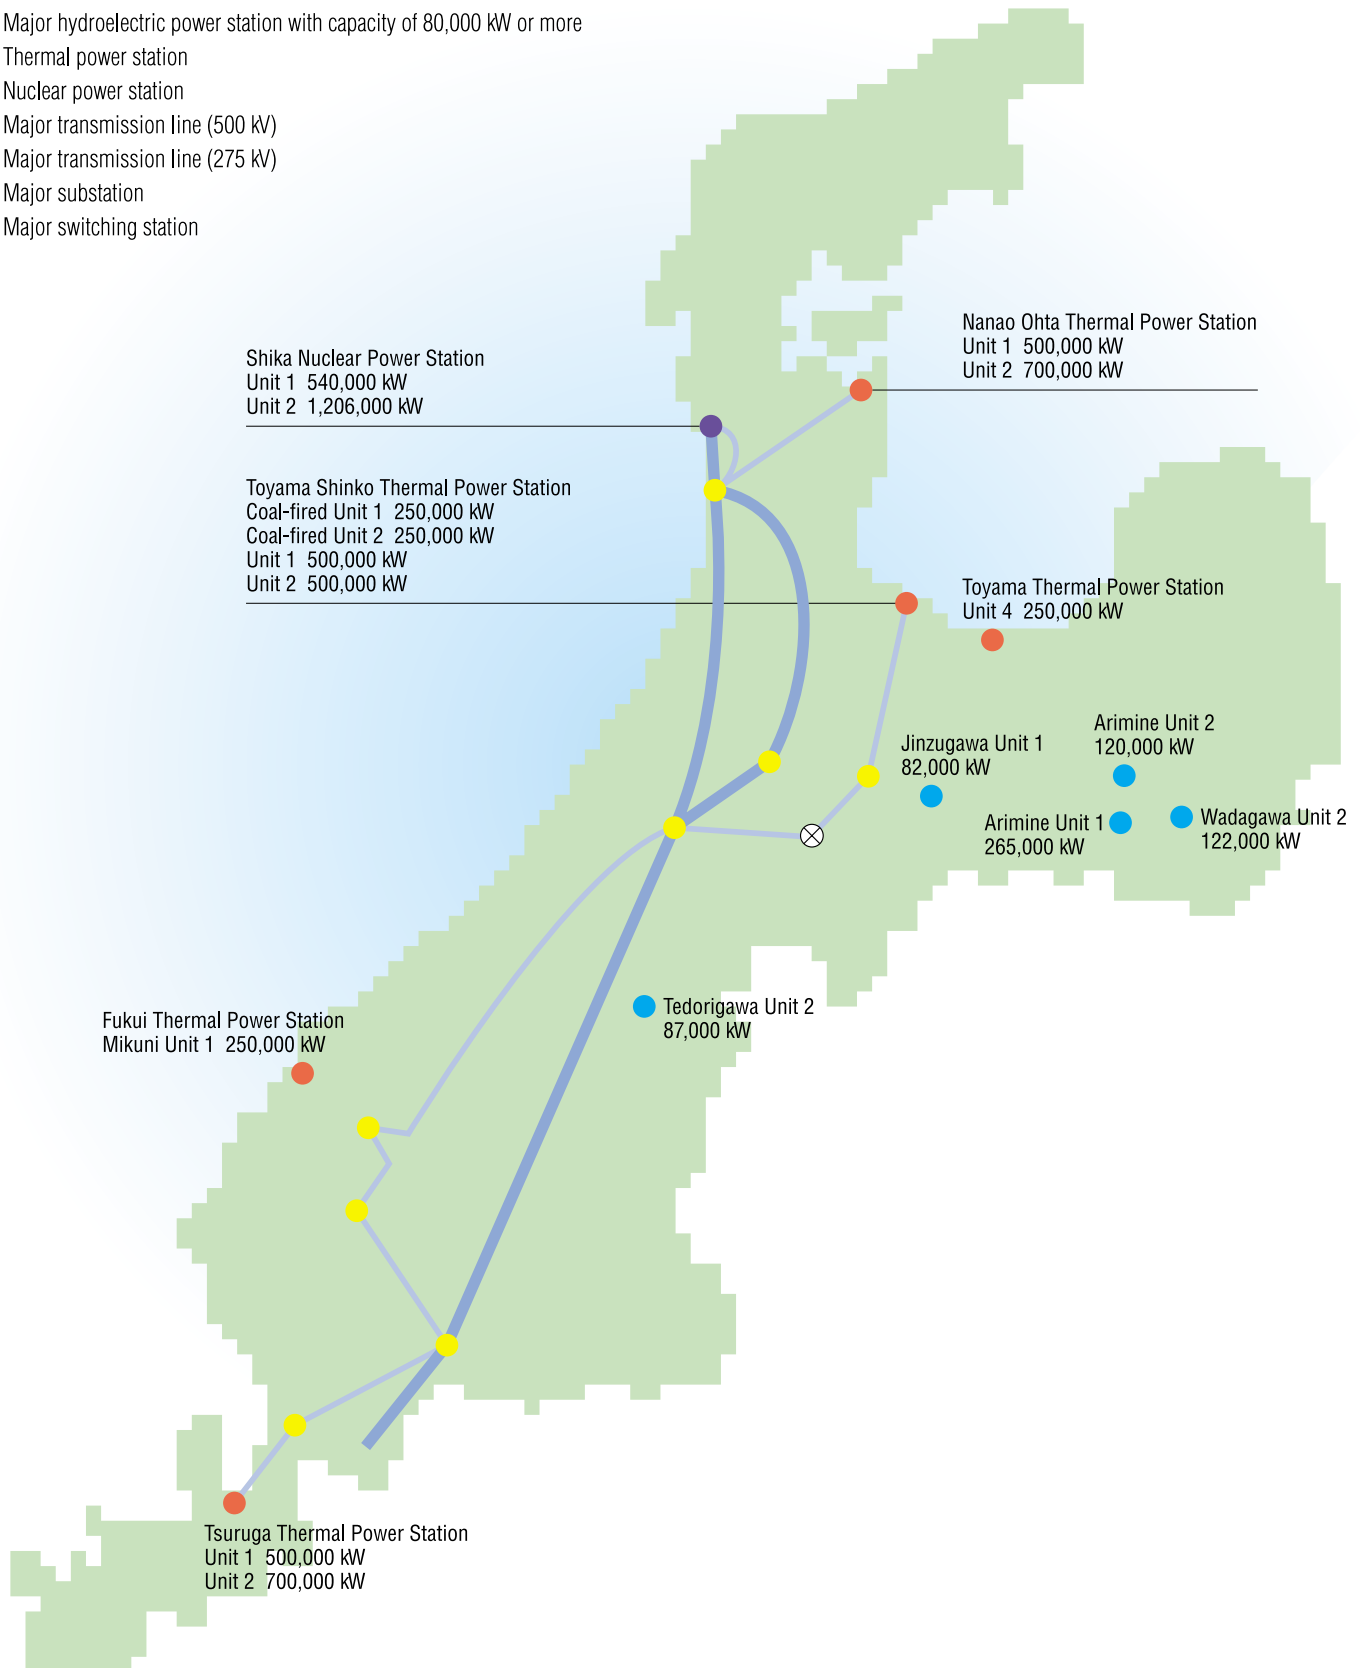 Major hydroelectric power station with capacity of 80,000 kW or more
Thermal power station
Nuclear power station
Major transmission line (500 kV)
Major transmission line (275 kV)
Major substation
Major switching station
Nanao Ohta Thermal Power Station
Unit 1 500,000 kW
Unit 2 700,000 kW
Shika Nuclear Power Station
Unit 1 540,000 kW
Unit 2 1,206,000 kW
Toyama Shinko Thermal Power Station
Coal-fired Unit 1 250,000 kW
Coal-fired Unit 2 250,000 kW
Unit 1 500,000 kW
Unit 2 500,000 kW
Toyama Thermal Power Station
Unit 4 250,000 kW
Arimine Unit 2
120,000 kW
Jinzugawa Unit 1
82,000 kW
Arimine Unit 1
265,000 kW
Wadagawa Unit 2
122,000 kW
Tedorigawa Unit 2
87,000 kW
Fukui Thermal Power Station
Mikuni Unit 1 250,000 kW
Tsuruga Thermal Power Station
Unit 1 500,000 kW
Unit 2 700,000 kW